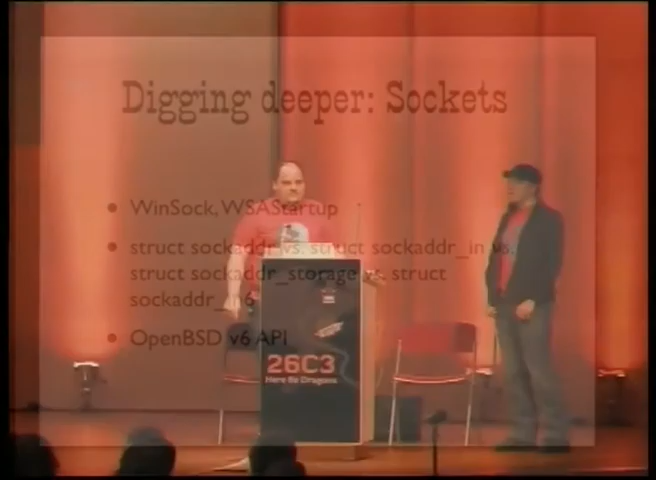 Digging deeper: Sockets
• WinSock, WSAStartup
• struct sockaddr vs. struct sockaddr_in vs.
struct sockaddr_storage vs. struct
sockaddr_in6
• OpenBSD v6 API
26C3
Here Be Dragons